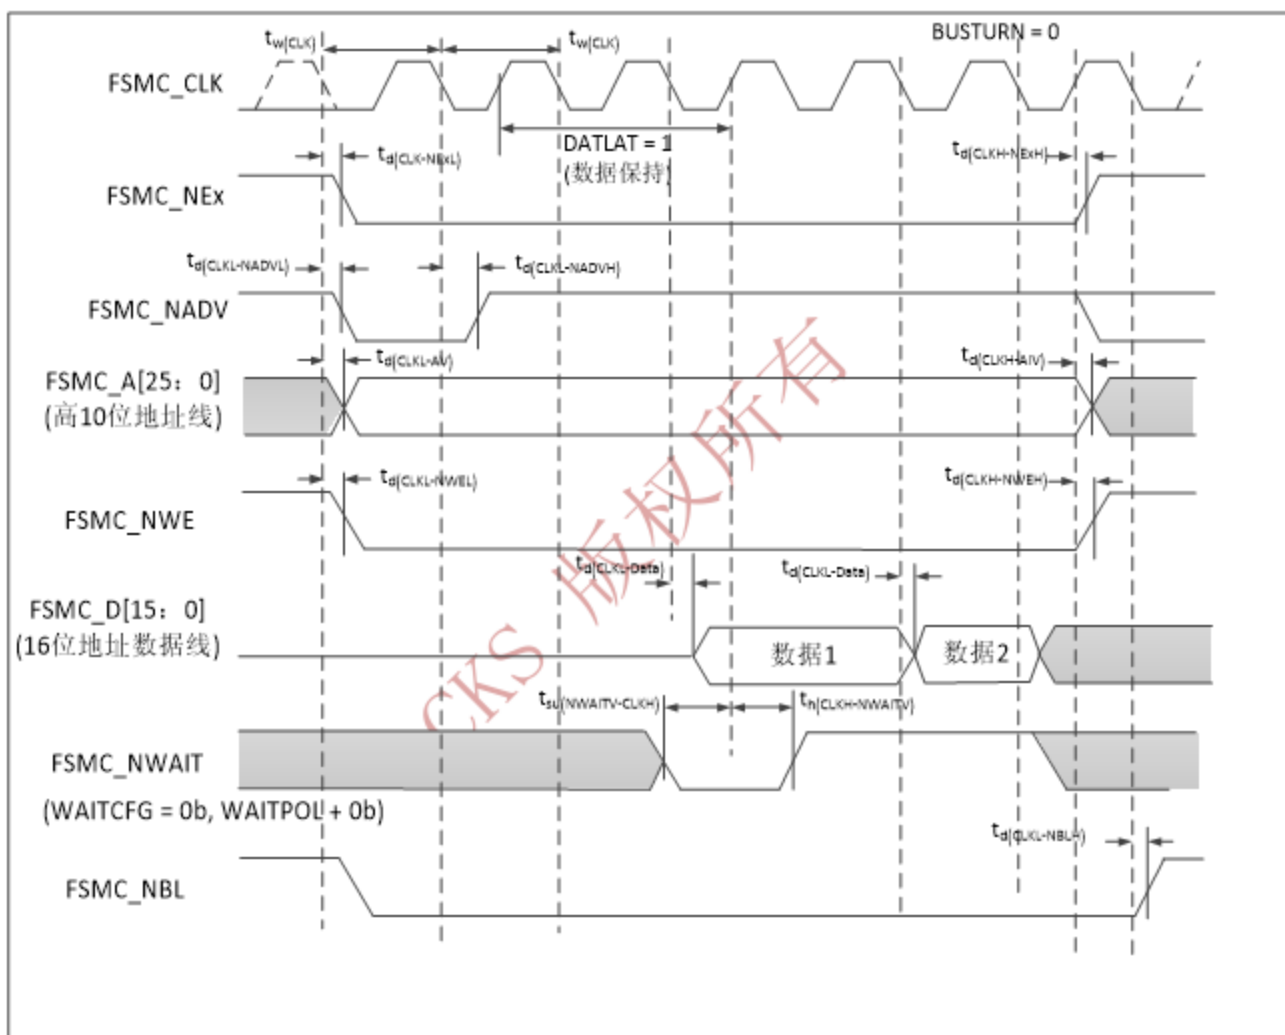 tw(CLK)
tw(CLK)
BUSTURN = 0
FSMC_CLK
DATLAT = 1
(数据保持)
td(CLK-NExL)
td(CLKH-NExH)
FSMC_NEx
td(CLKL-NADVL)
td(CLKL-NADVH)
FSMC_NADV
td(CLKL-AV)
td(CLKH-AIV)
FSMC_A[25：0]
(高10位地址线)
td(CLKL-NWEL)
td(CLKH-NWEH)
FSMC_NWE
td(CLKL-Data)
td(CLKL-Data)
FSMC_D[15：0]
(16位地址数据线)
数据1
数据2
CKS 版权所有
tsu(NWAITV-CLKH)
th(CLKH-NWAITV)
FSMC_NWAIT
(WAITCFG = 0b, WAITPOL + 0b)
td(CLKL-NBLH)
FSMC_NBL